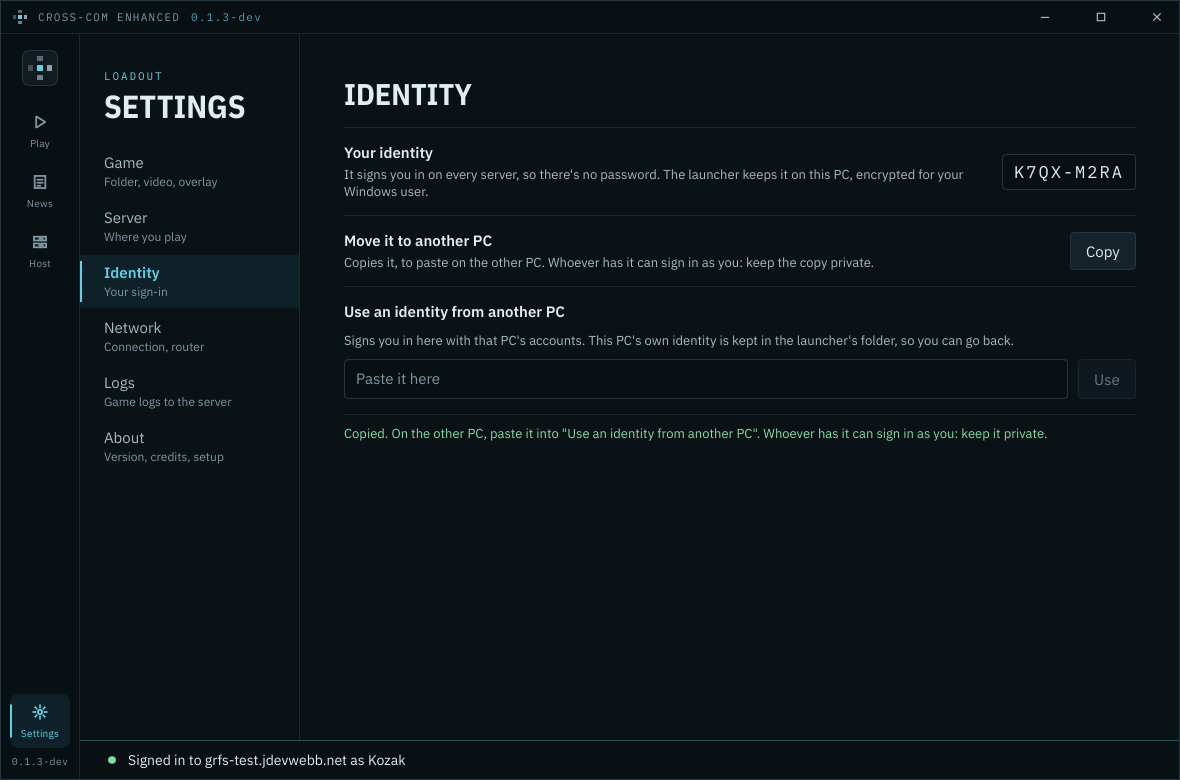 CROSS-COM ENHANCED 0.1.3-dev
Play
News
Host
Settings
0.1.3-dev
LOADOUT
SETTINGS
Game
Folder, video, overlay
Server
Where you play
Identity
Your sign-in
Network
Connection, router
Logs
Game logs to the server
About
Version, credits, setup
IDENTITY
Your identity
It signs you in on every server, so there's no password. The launcher keeps it on this PC, encrypted for your
Windows user.
K7QX-M2RA
Move it to another PC
Copies it, to paste on the other PC. Whoever has it can sign in as you: keep the copy private.
Copy
Use an identity from another PC
Signs you in here with that PC's accounts. This PC's own identity is kept in the launcher's folder, so you can go back.
Paste it here
Use
Copied. On the other PC, paste it into "Use an identity from another PC". Whoever has it can sign in as you: keep it private.
Signed in to grfs-test.jdevwebb.net as Kozak